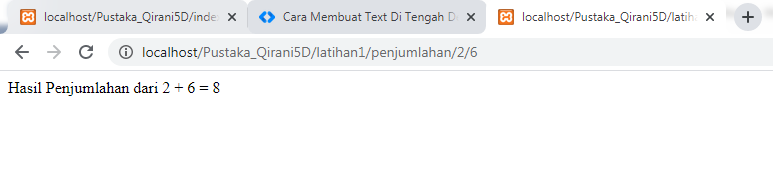 localhost/Pustaka_Qirani5D/inde
Cara Membuat Text Di Tengah D
localhost/Pustaka_Qirani5D/latih
localhost/Pustaka_Qirani5D/latihan1/penjumlahan/2/6
Hasil Penjumlahan dari 2 + 6 = 8